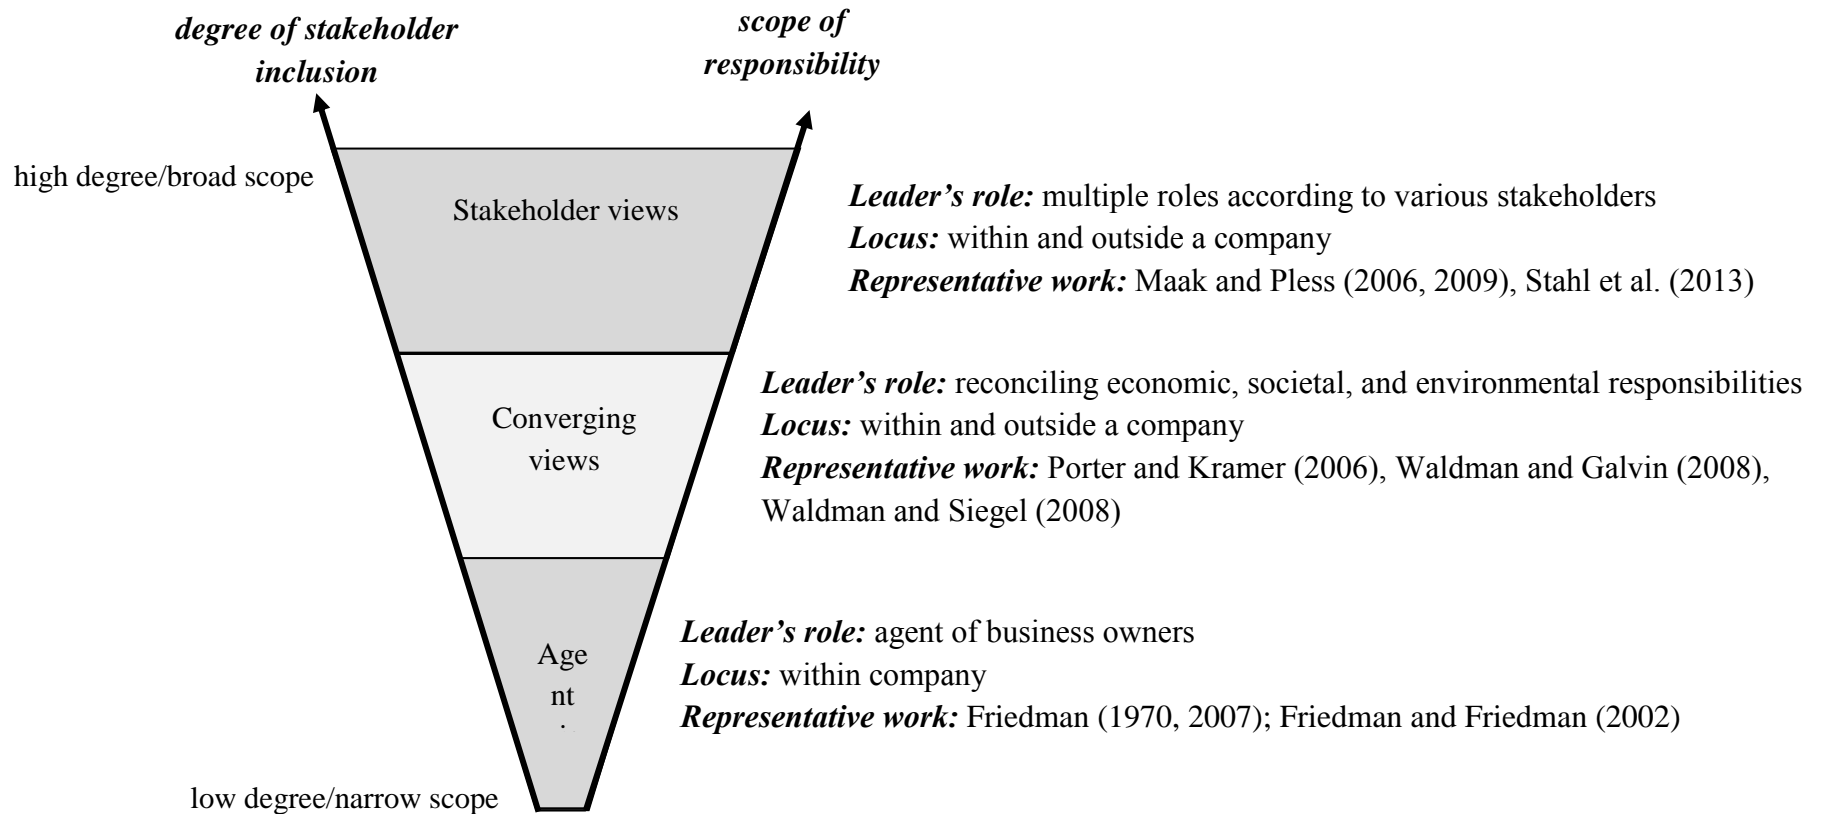 degree of stakeholder
inclusion
scope of
responsibility
high degree/broad scope
Stakeholder views
Leader’s role: multiple roles according to various stakeholders
Locus: within and outside a company
Representative work: Maak and Pless (2006, 2009), Stahl et al. (2013)
Converging
views
Leader’s role: reconciling economic, societal, and environmental responsibilities
Locus: within and outside a company
Representative work: Porter and Kramer (2006), Waldman and Galvin (2008),
Waldman and Siegel (2008)
Age
nt
Leader’s role: agent of business owners
Locus: within company
Representative work: Friedman (1970, 2007); Friedman and Friedman (2002)
low degree/narrow scope